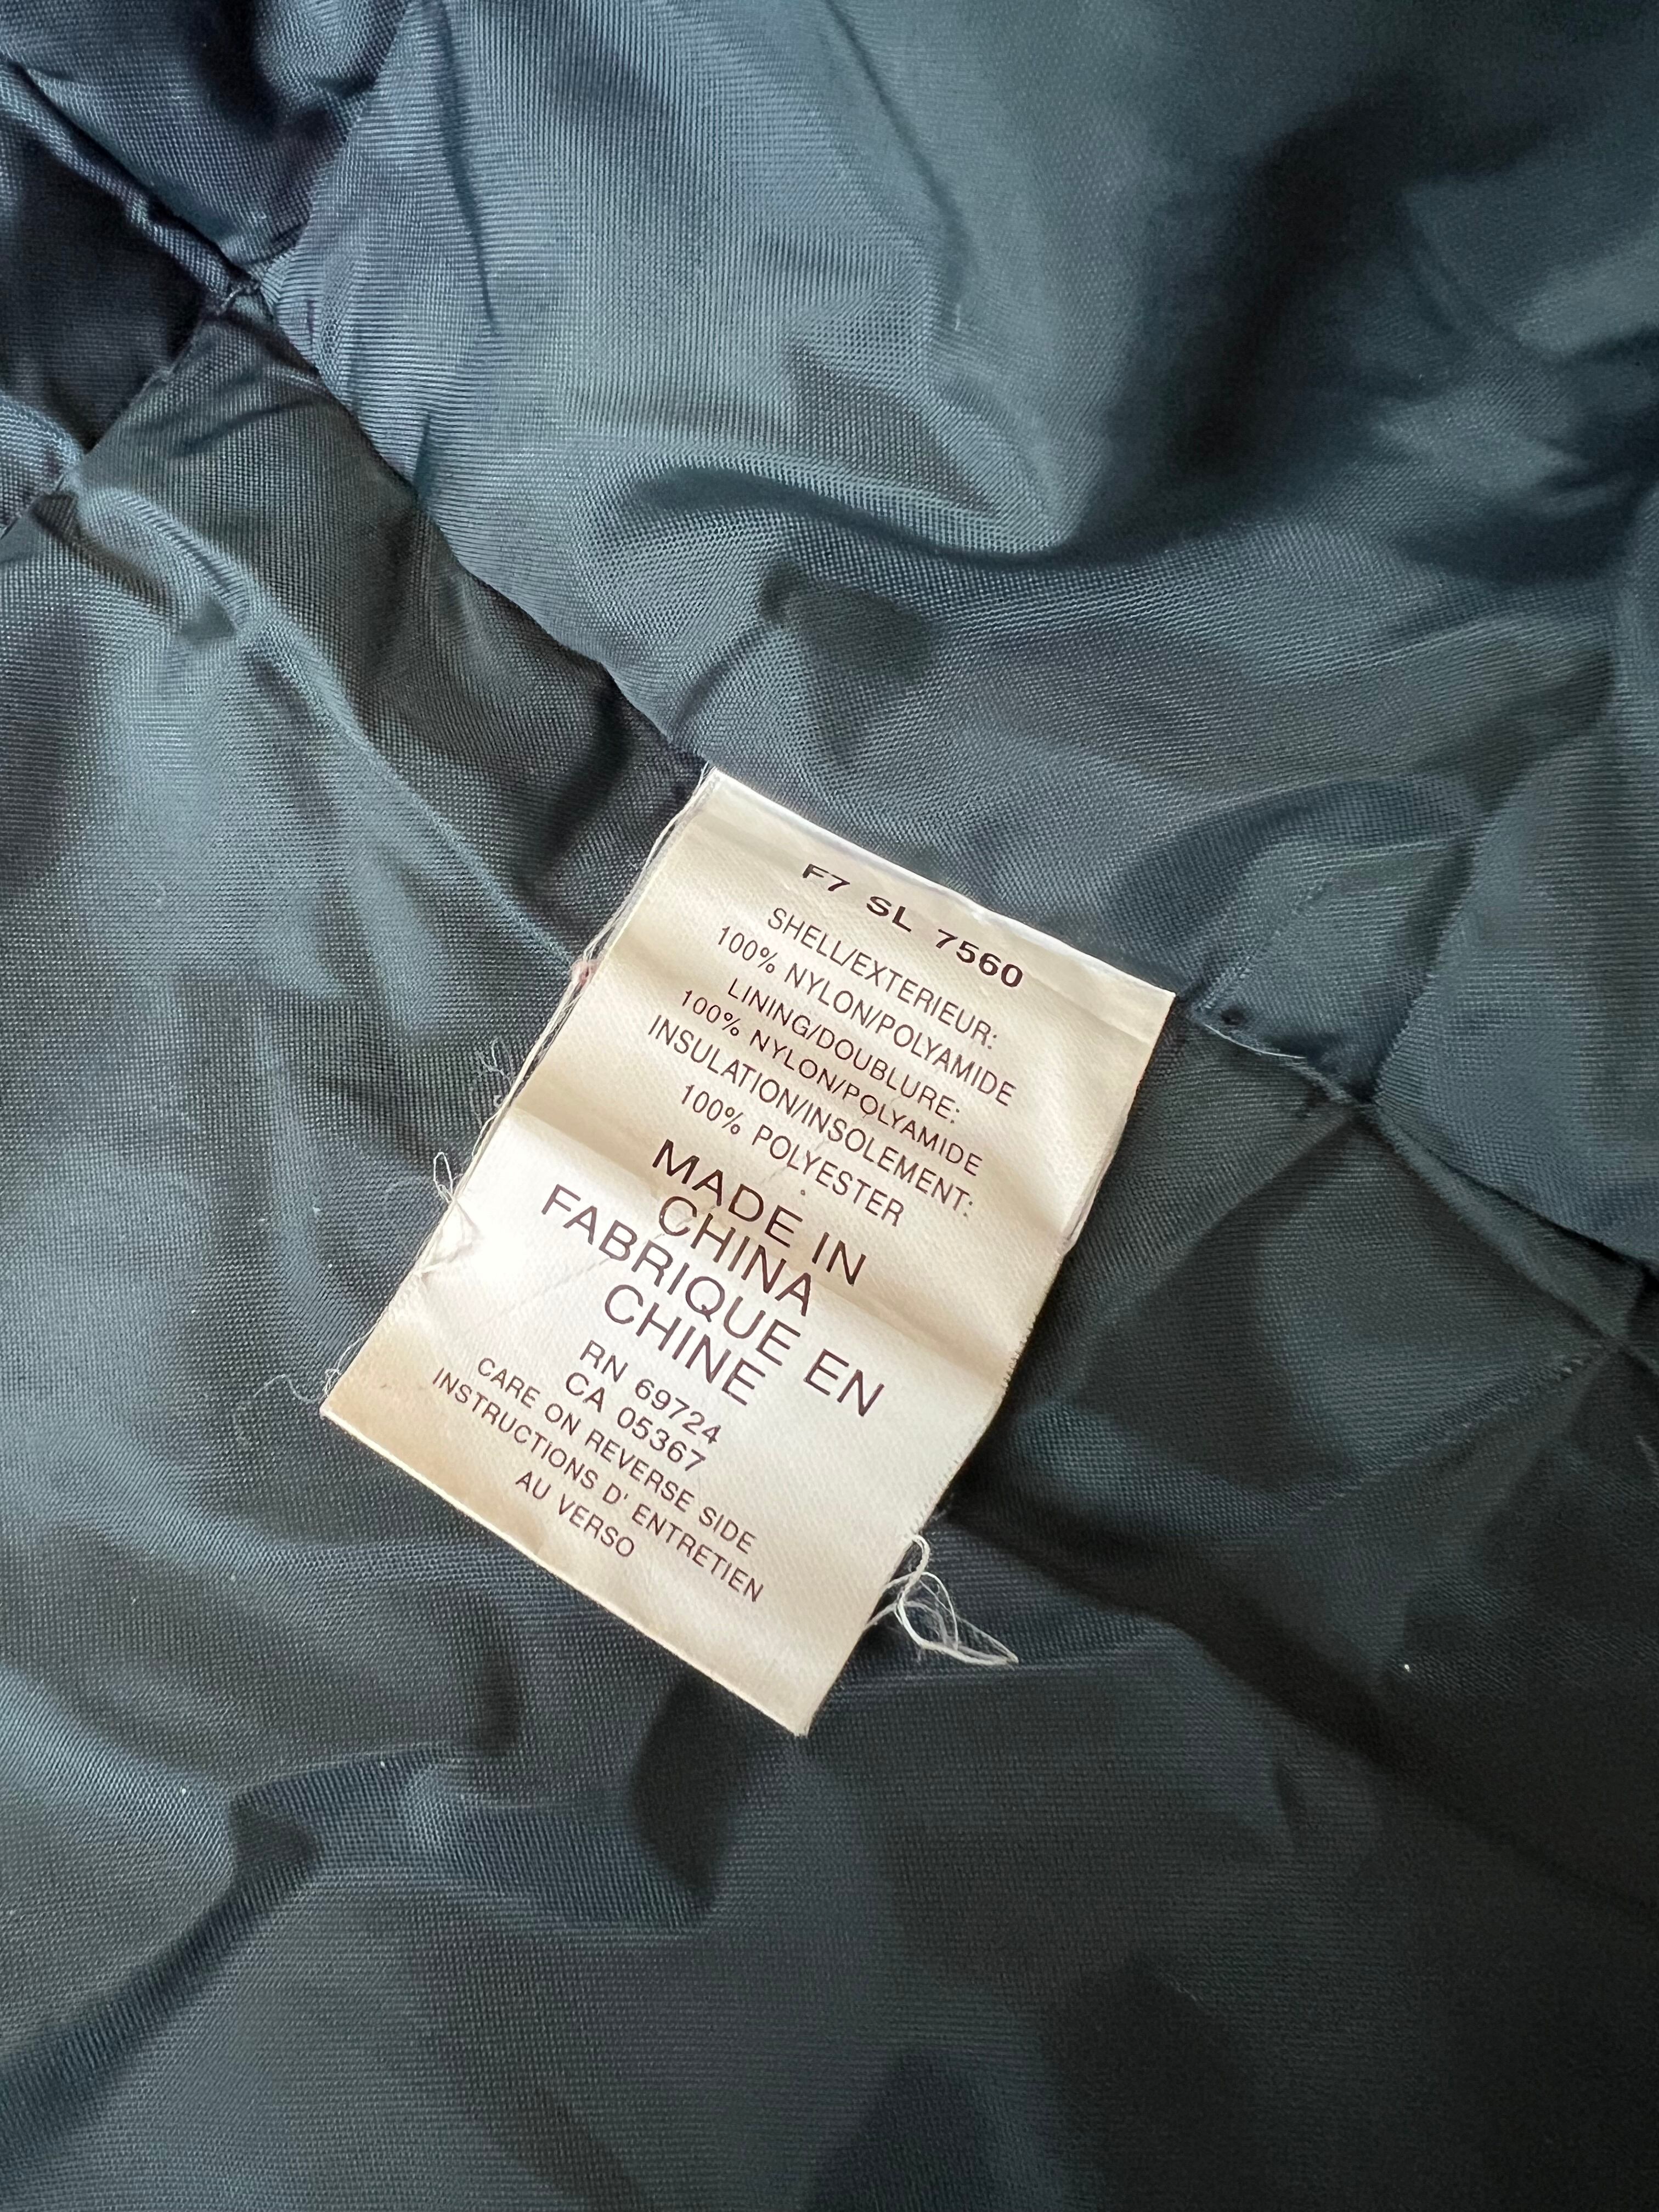 F7 SL 7560
SHELL/EXTERIEUR:
100% NYLON/POLYAMIDE
LINING/DOUBLURE:
100% NYLON/POLYAMIDE
INSULATION/INSOLEMENT:
100% POLYESTER
MADE IN
CHINA
FABRIQUE EN
CHINE
RN 69724
CA 05367
CARE ON REVERSE SIDE
INSTRUCTIONS D' ENTRETIEN
AU VERSO